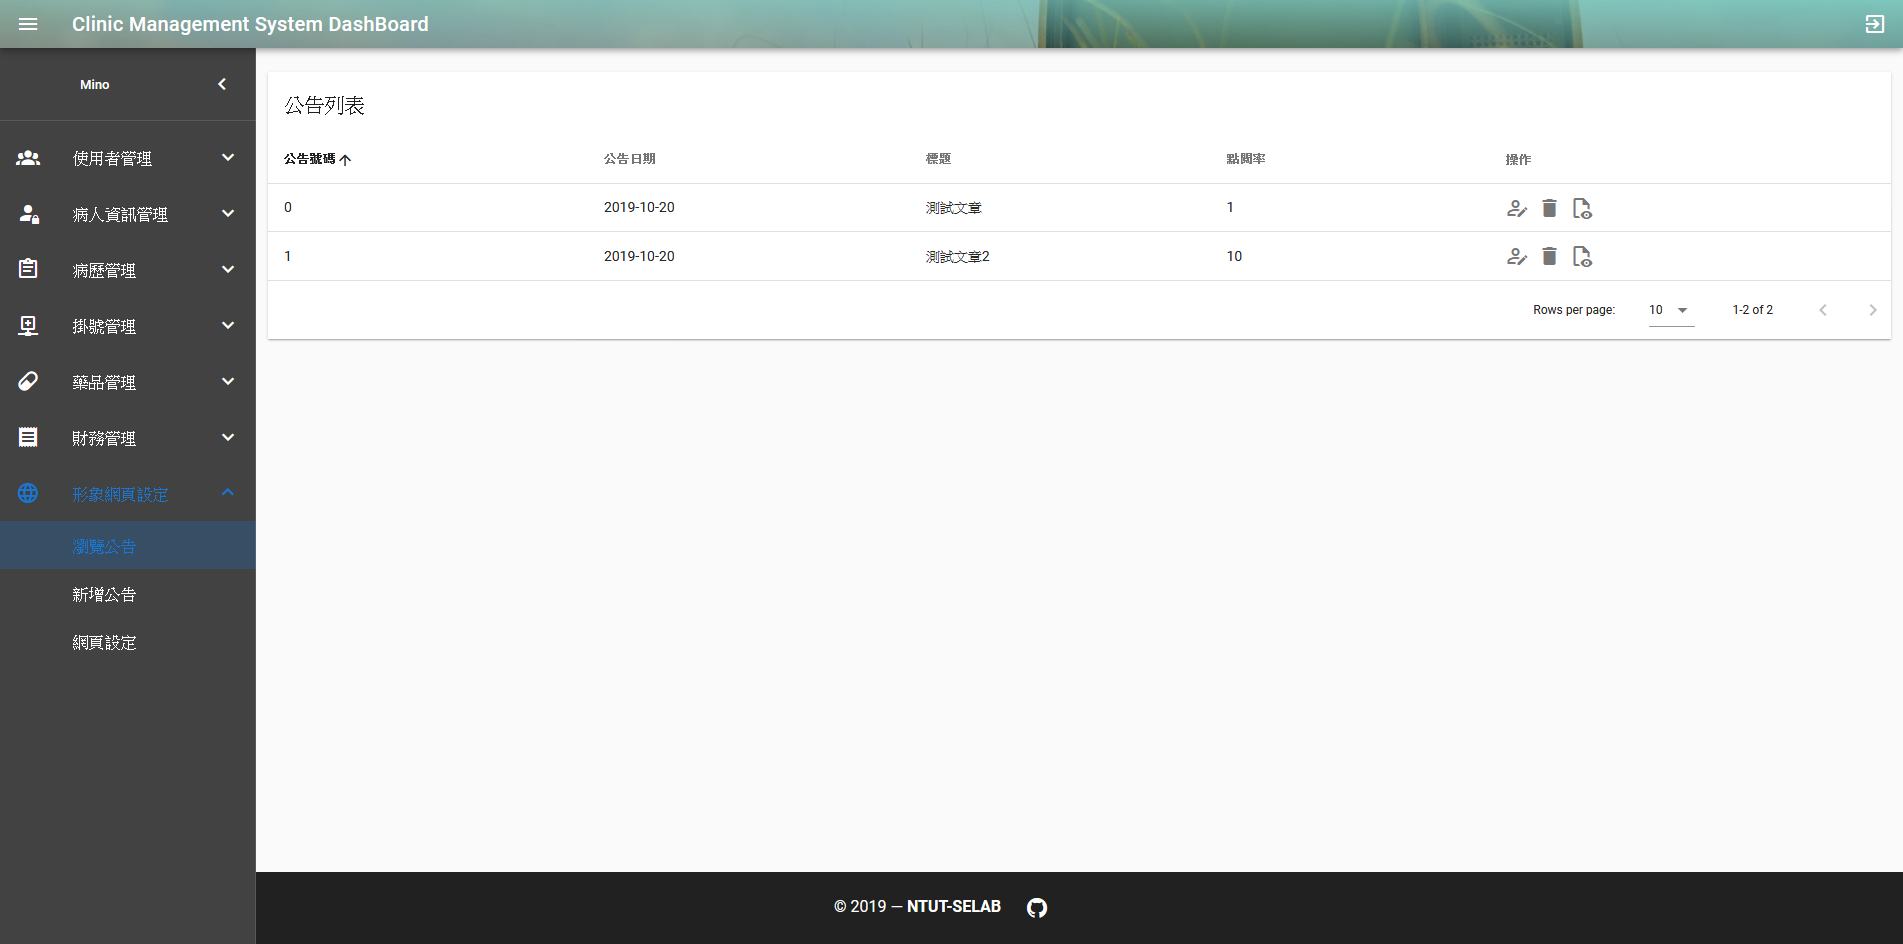 Clinic Management System DashBoard
Mino
使用者管理
病人資訊管理
病歷管理
掛號管理
藥品管理
財務管理
形象網頁設定
瀏覽公告
新增公告
網頁設定
公告列表
公告號碼 公告日期 標題 點閱率 操作
0 2019-10-20 測試文章 1
1 2019-10-20 測試文章2 10
Rows per page: 10 1-2 of 2
© 2019 — NTUT-SELAB